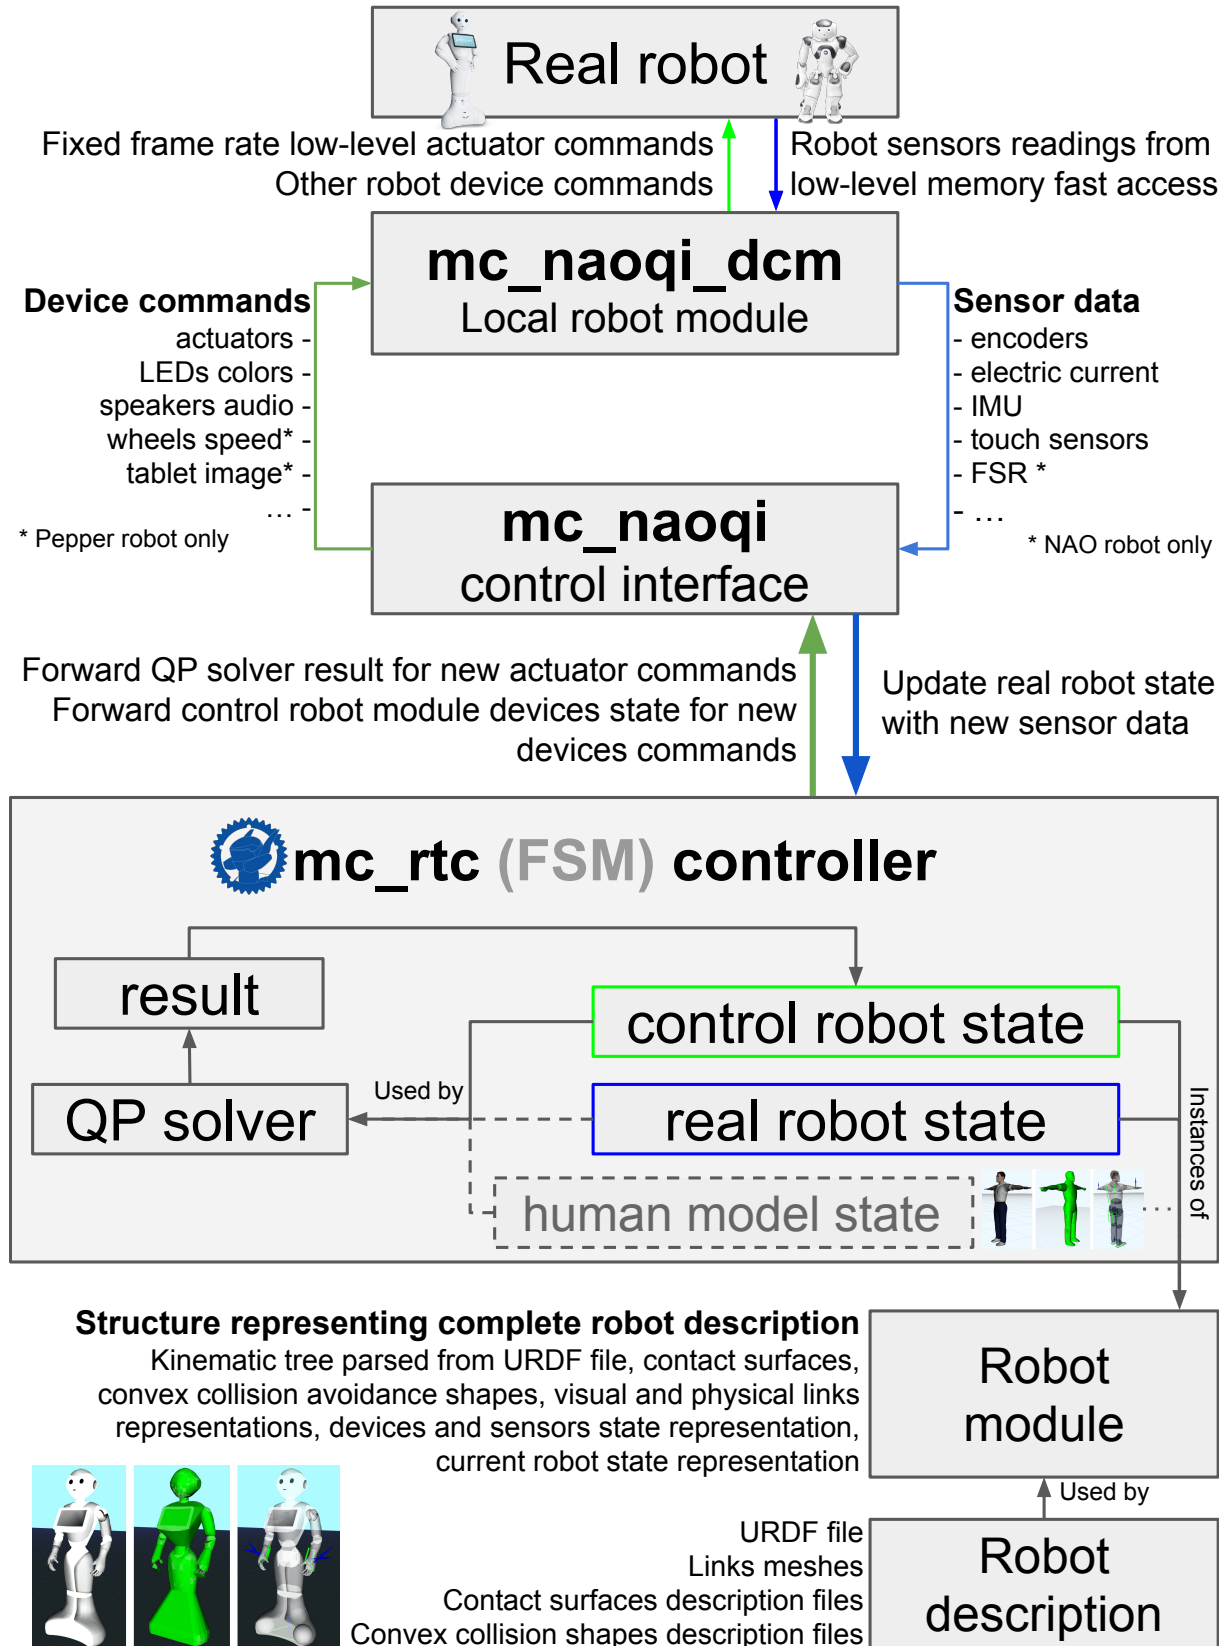 Real robot
Fixed frame rate low-level actuator commands
Other robot device commands
Robot sensors readings from
low-level memory fast access
mc_naoqi_dcm
Local robot module
Device commands
actuators -
LEDs colors -
speakers audio -
wheels speed* -
tablet image* -
... -
* Pepper robot only
Sensor data
- encoders
- electric current
- IMU
- touch sensors
- FSR *
- ...
* NAO robot only
mc_naoqi
control interface
Forward QP solver result for new actuator commands
Forward control robot module devices state for new
devices commands
Update real robot state
with new sensor data
mc_rtc (FSM) controller
result
control robot state
Used by
QP solver
real robot state
human model state
Instances of
Structure representing complete robot description
Kinematic tree parsed from URDF file, contact surfaces,
convex collision avoidance shapes, visual and physical links
representations, devices and sensors state representation,
current robot state representation
Robot
module
Used by
URDF file
Links meshes
Contact surfaces description files
Convex collision shapes description files
Robot
description